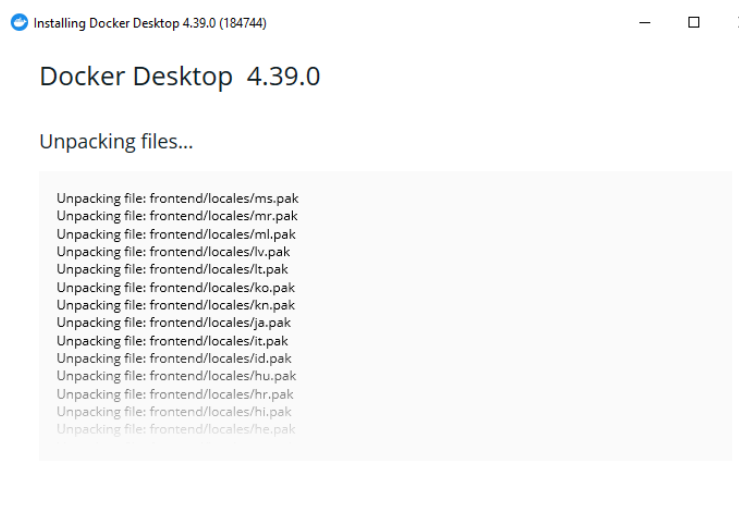 Installing Docker Desktop 4.39.0 (184744)
Docker Desktop 4.39.0
Unpacking files...
Unpacking file: frontend/locales/ms.pak
Unpacking file: frontend/locales/mr.pak
Unpacking file: frontend/locales/ml.pak
Unpacking file: frontend/locales/lv.pak
Unpacking file: frontend/locales/lt.pak
Unpacking file: frontend/locales/ko.pak
Unpacking file: frontend/locales/kn.pak
Unpacking file: frontend/locales/ja.pak
Unpacking file: frontend/locales/it.pak
Unpacking file: frontend/locales/id.pak
Unpacking file: frontend/locales/hu.pak
Unpacking file: frontend/locales/hr.pak
Unpacking file: frontend/locales/hi.pak
Unpacking file: frontend/locales/he.pak